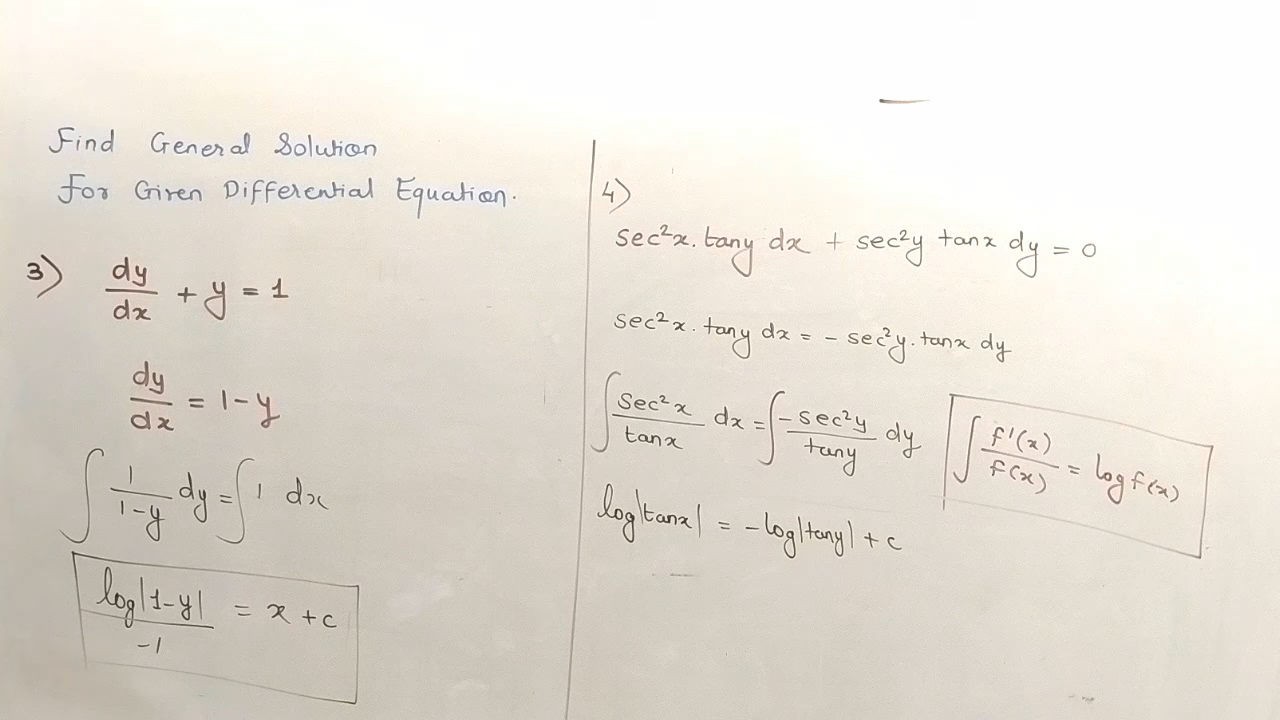 Find General Solution
For Given Differential Equation.
3) dy/dx + y = 1
dy/dx = 1-y
∫ 1/(1-y) dy = ∫ 1 dx
log|1-y|/-1 = x + c
4)
sec²x. tany dx + sec²y tanx dy = 0
sec²x. tany dx = - sec²y. tanx dy
∫ sec²x/tanx dx = ∫ -sec²y/tany dy
∫ f'(x)/f(x) = log f(x)
log|tanx| = -log|tany| + c